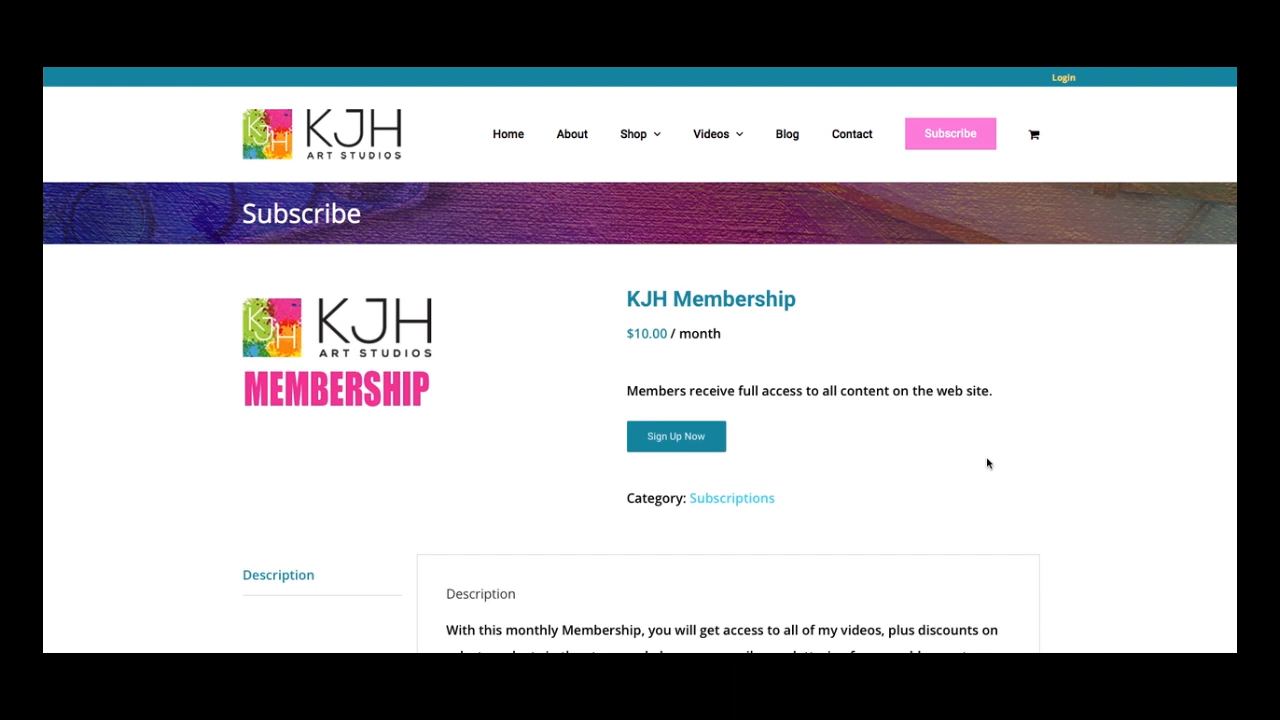 Login
KJH KJH
ART STUDIOS
Home About Shop Videos Blog Contact Subscribe
Subscribe
KJH KJH
ART STUDIOS
MEMBERSHIP
KJH Membership
$10.00 / month
Members receive full access to all content on the web site.
Sign Up Now
Category: Subscriptions
Description
Description
With this monthly Membership, you will get access to all of my videos, plus discounts on